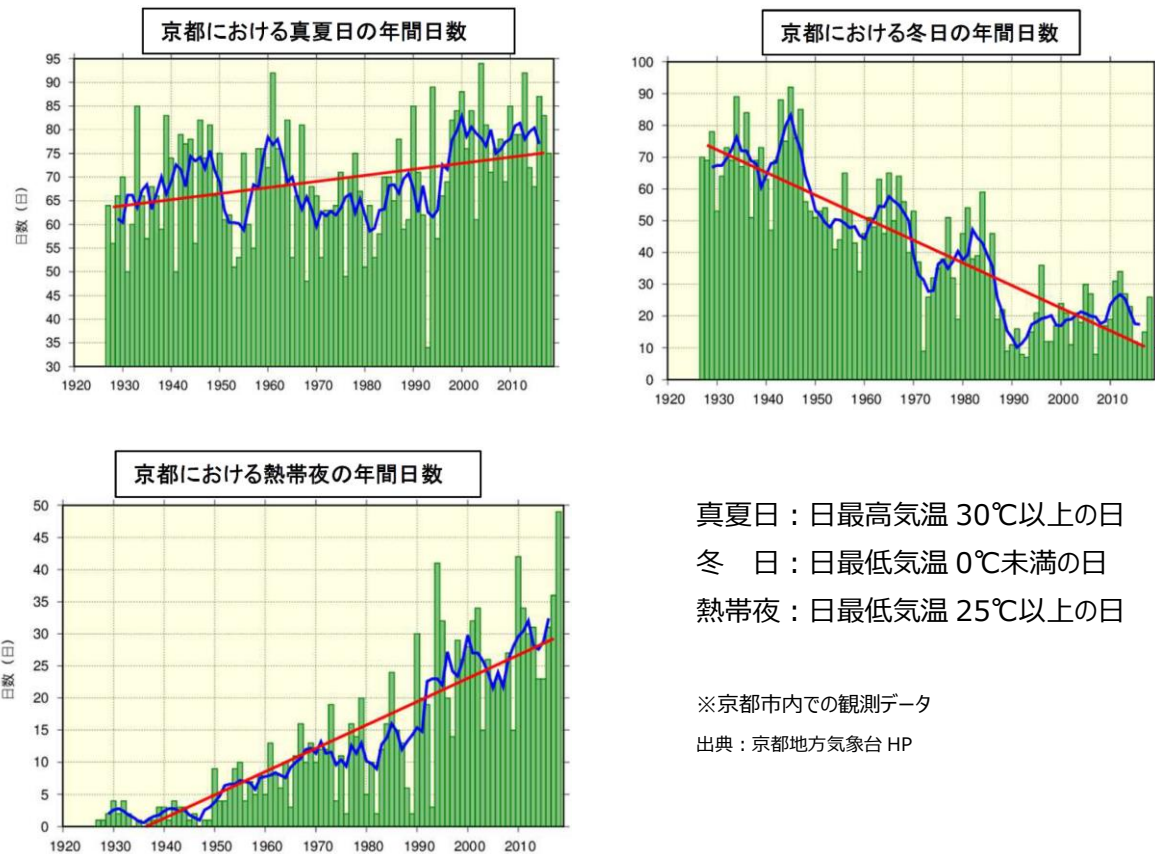 京都における真夏日の年間日数
日数（日）
95
90
85
80
75
70
65
60
55
50
45
40
35
30
1920 1930 1940 1950 1960 1970 1980 1990 2000 2010
京都における冬日の年間日数
100
90
80
70
60
50
40
30
20
10
0
1920 1930 1940 1950 1960 1970 1980 1990 2000 2010
京都における熱帯夜の年間日数
日数（日）
50
45
40
35
30
25
20
15
10
5
0
1920 1930 1940 1950 1960 1970 1980 1990 2000 2010
真夏日：日最高気温 30℃以上の日
冬　日：日最低気温 0℃未満の日
熱帯夜：日最低気温 25℃以上の日
※京都市内での観測データ
出典：京都地方気象台 HP